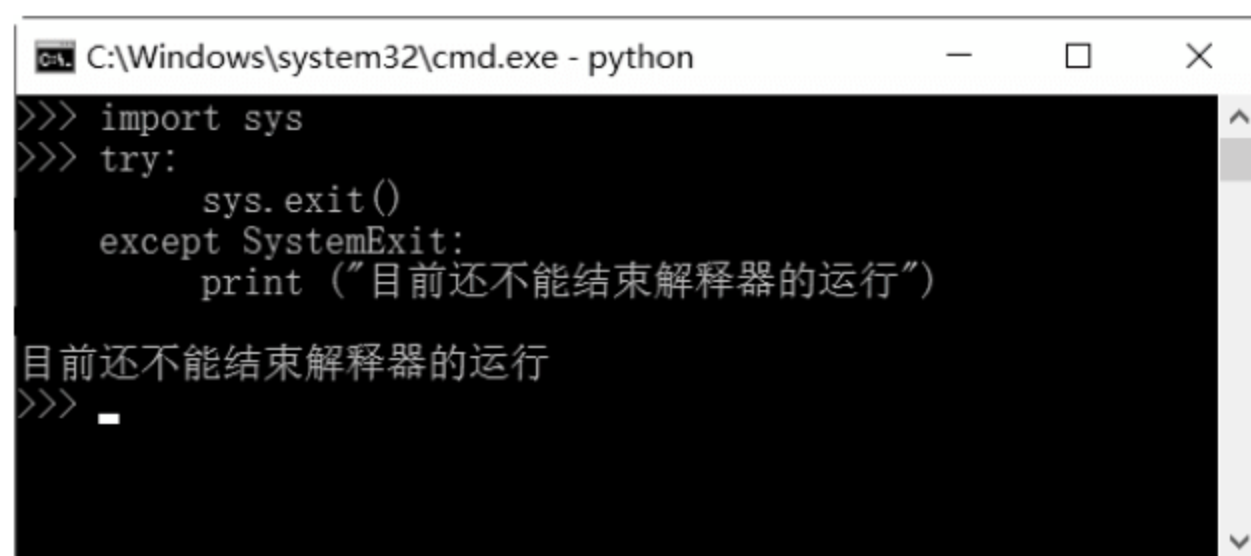 C:\Windows\system32\cmd.exe - python
>>> import sys
>>> try:
sys.exit()
except SystemExit:
print ("目前还不能结束解释器的运行")
目前还不能结束解释器的运行
>>>